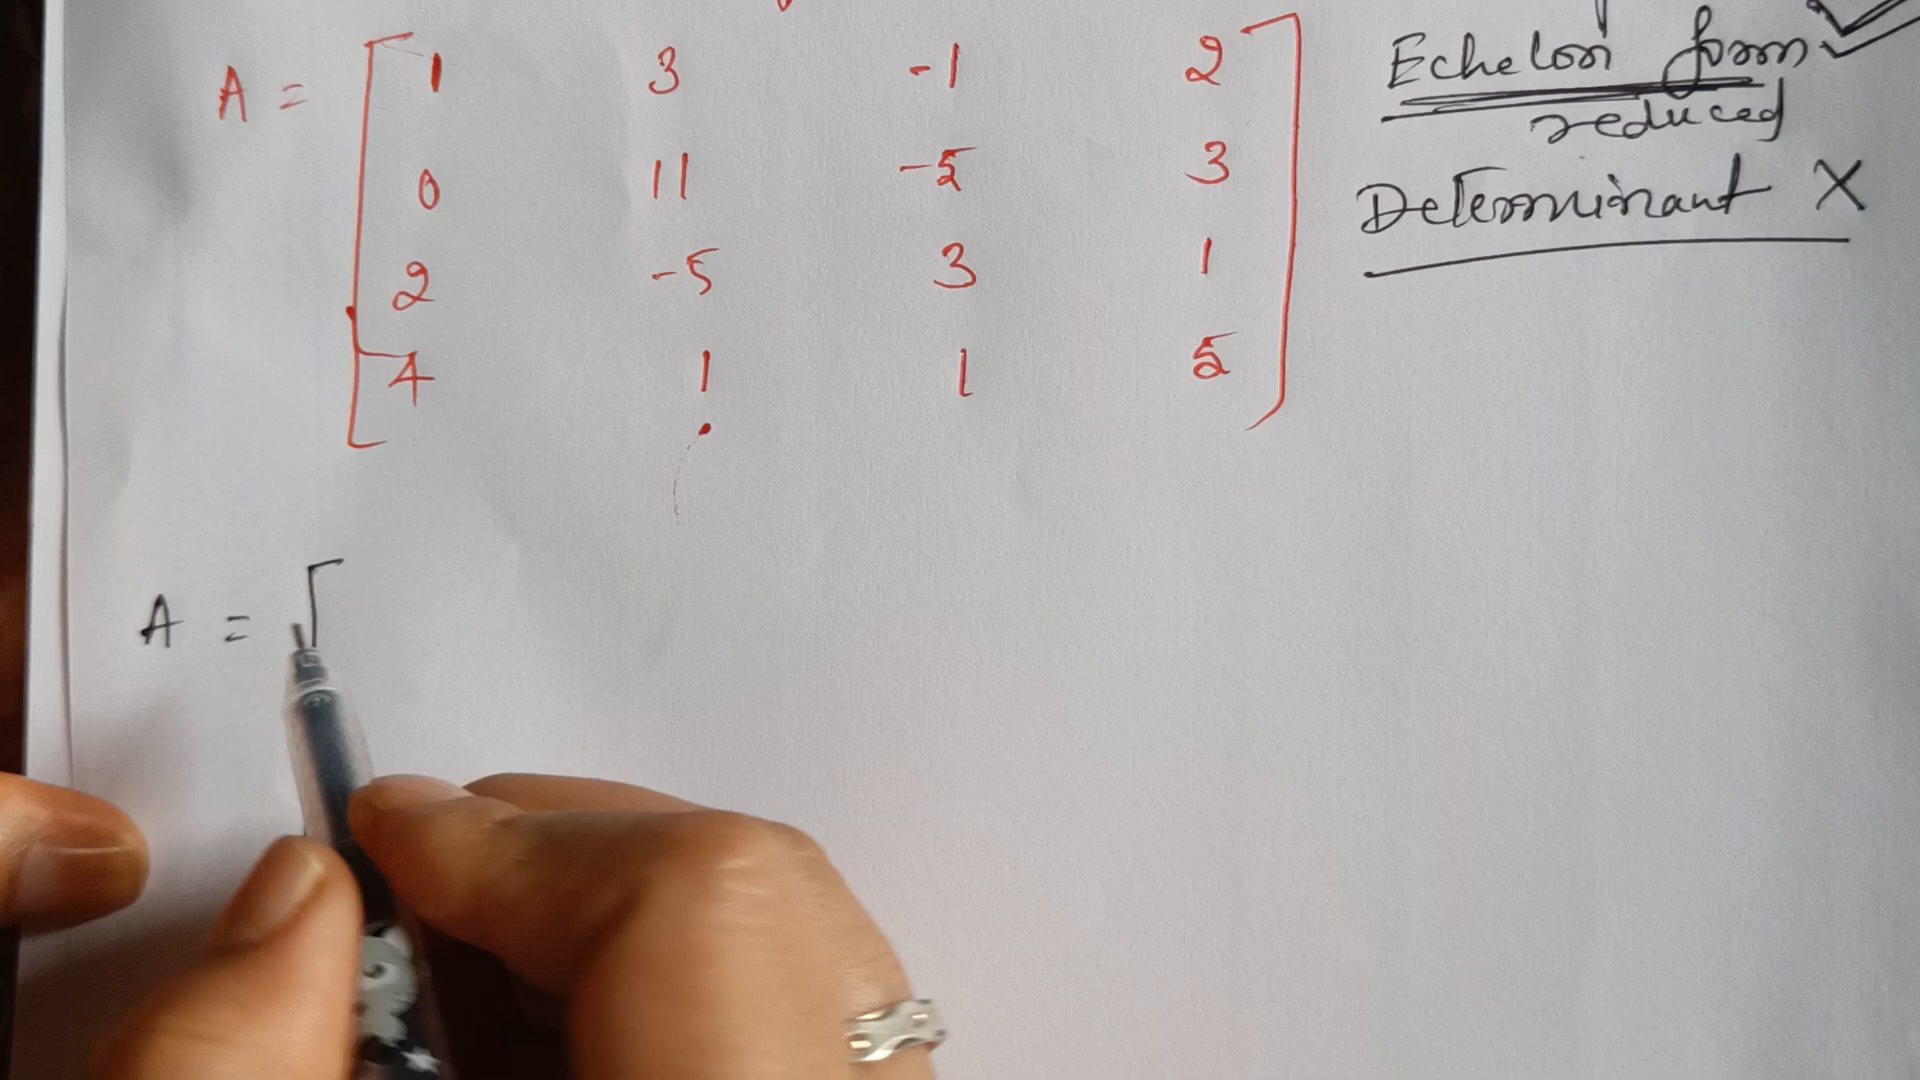 A = [ 1 3 -1 2 ]
0 11 -5 3
2 -5 3 1
4 1 1 5
Echelon form
reduced
Determinant X
A = [